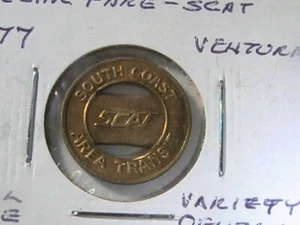 FARE - SCAT
77
VENTURA
SOUTH COAST
SCAT
AREA TRANSIT
VARIETY